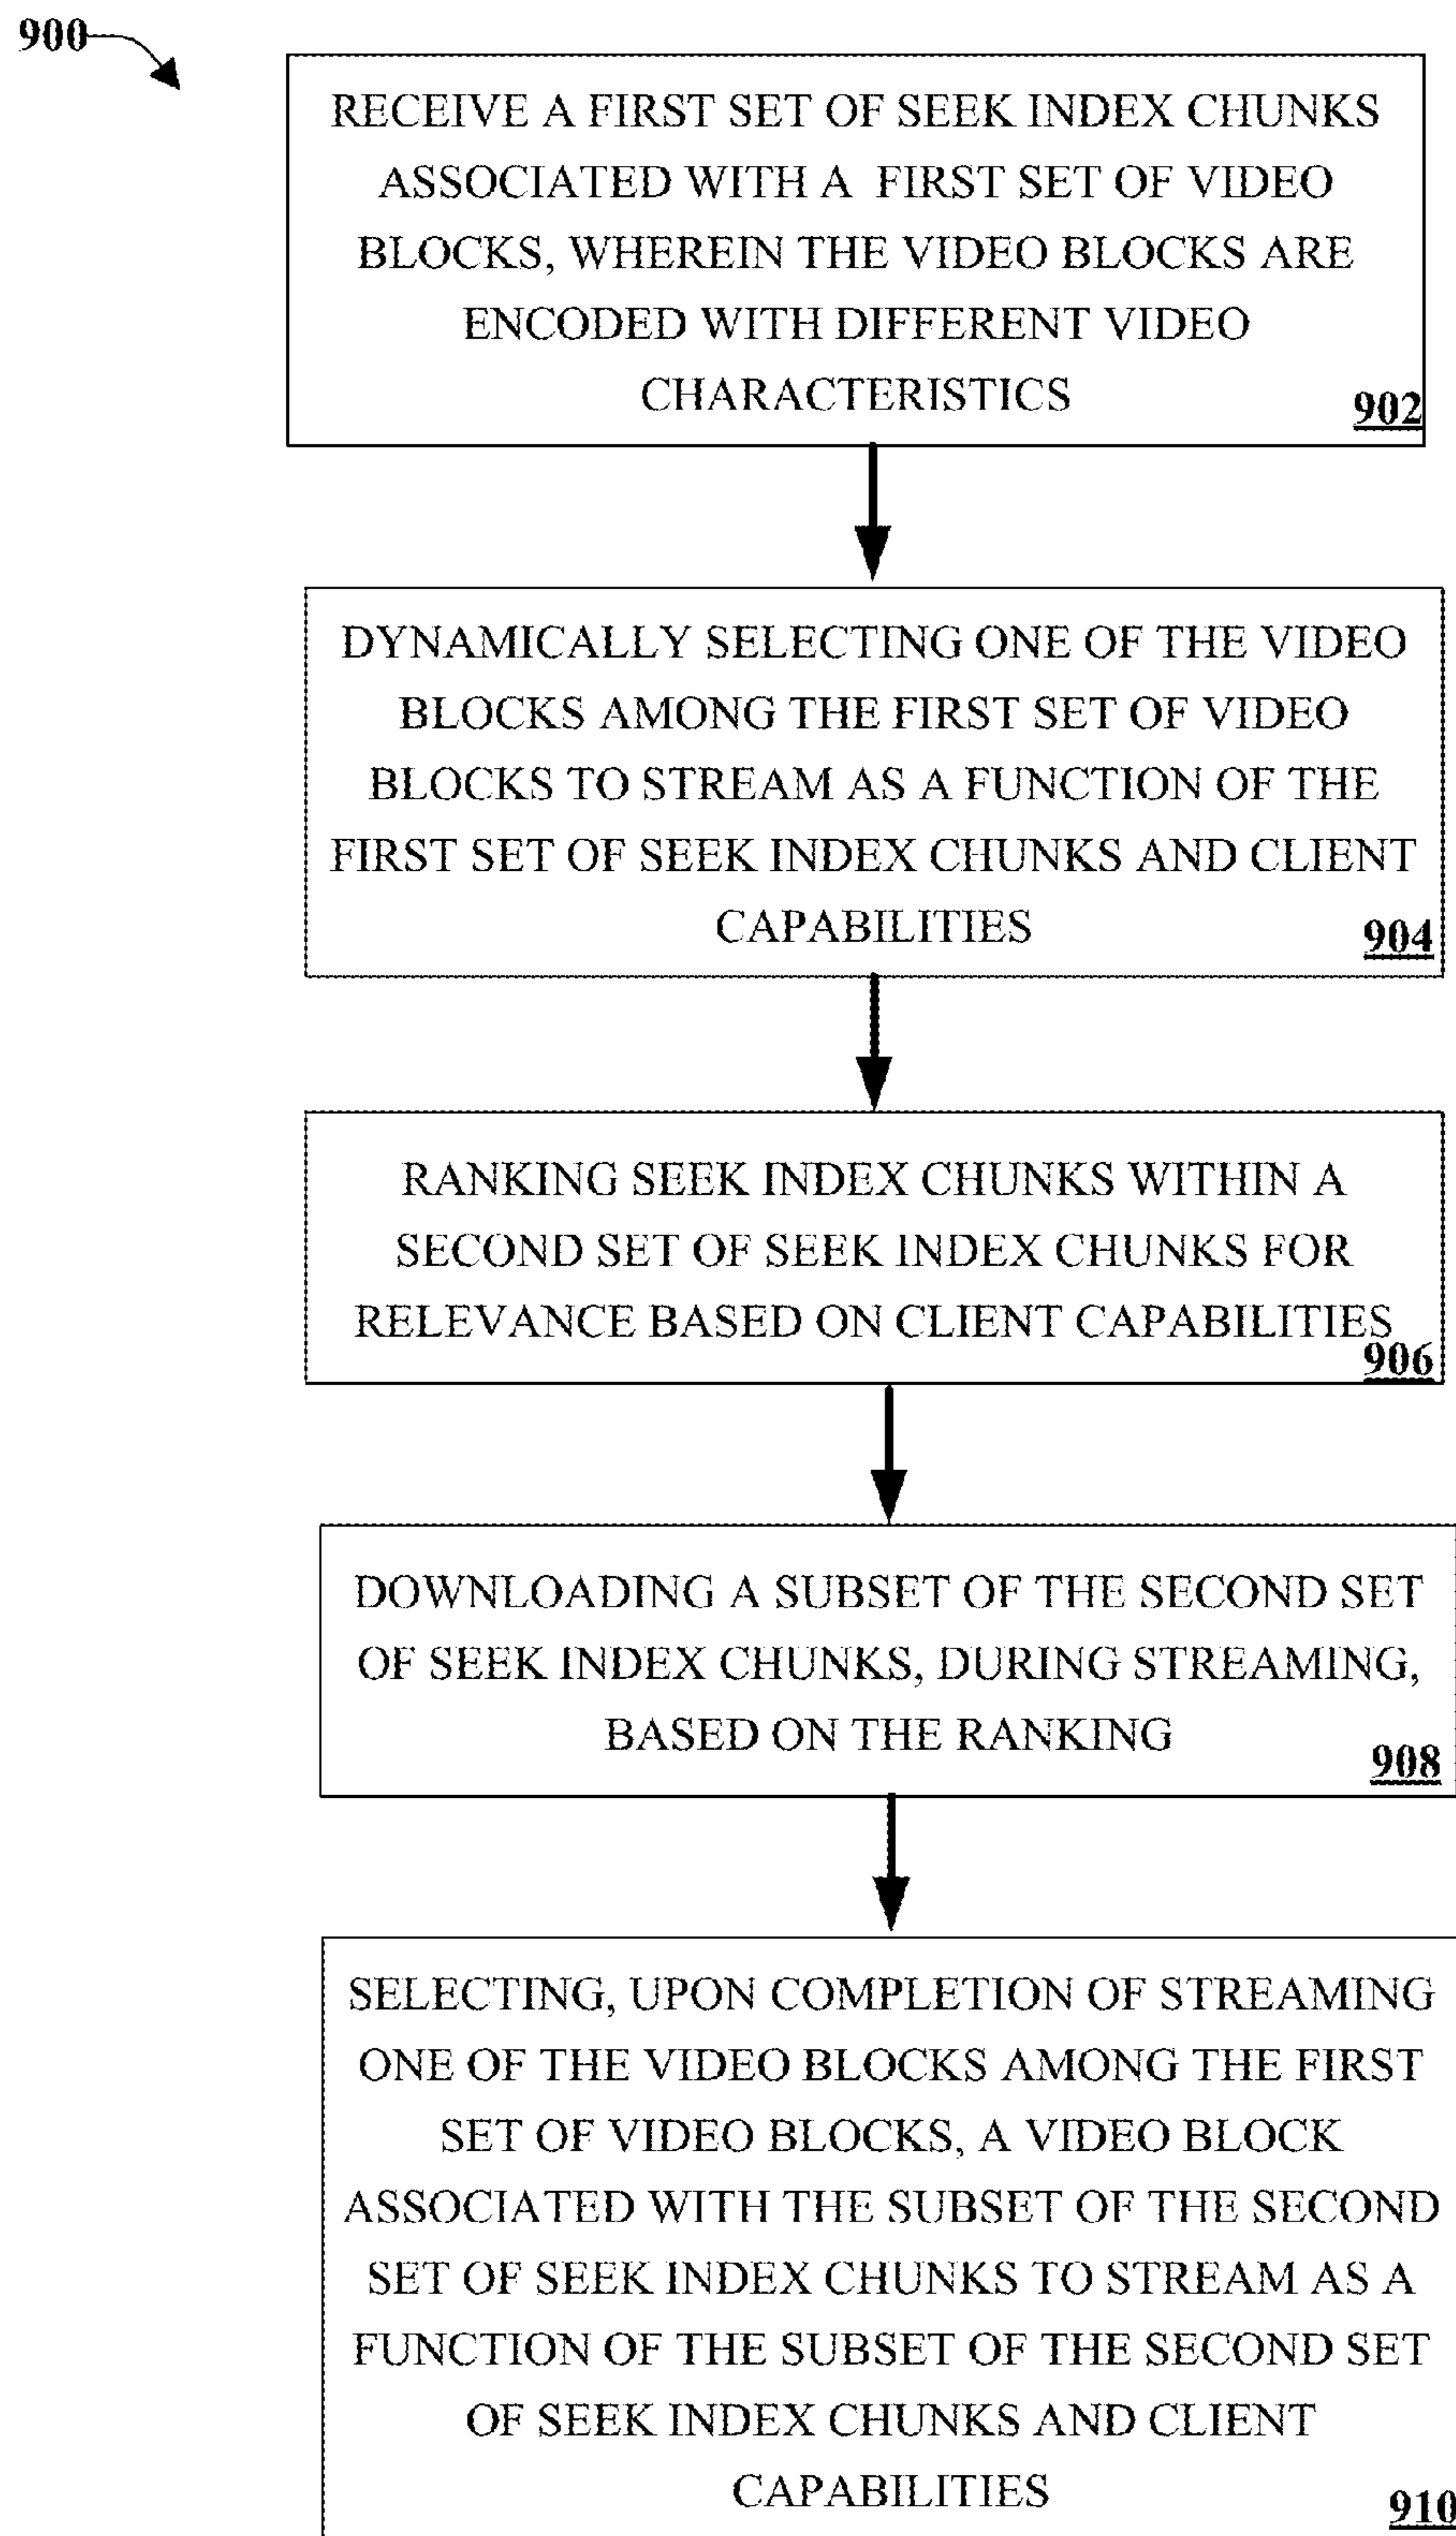 900
RECEIVE A FIRST SET OF SEEK INDEX CHUNKS
ASSOCIATED WITH A FIRST SET OF VIDEO
BLOCKS, WHEREIN THE VIDEO BLOCKS ARE
ENCODED WITH DIFFERENT VIDEO
CHARACTERISTICS
902
DYNAMICALLY SELECTING ONE OF THE VIDEO
BLOCKS AMONG THE FIRST SET OF VIDEO
BLOCKS TO STREAM AS A FUNCTION OF THE
FIRST SET OF SEEK INDEX CHUNKS AND CLIENT
CAPABILITIES
904
RANKING SEEK INDEX CHUNKS WITHIN A
SECOND SET OF SEEK INDEX CHUNKS FOR
RELEVANCE BASED ON CLIENT CAPABILITIES
906
DOWNLOADING A SUBSET OF THE SECOND SET
OF SEEK INDEX CHUNKS, DURING STREAMING,
BASED ON THE RANKING
908
SELECTING, UPON COMPLETION OF STREAMING
ONE OF THE VIDEO BLOCKS AMONG THE FIRST
SET OF VIDEO BLOCKS, A VIDEO BLOCK
ASSOCIATED WITH THE SUBSET OF THE SECOND
SET OF SEEK INDEX CHUNKS TO STREAM AS A
FUNCTION OF THE SUBSET OF THE SECOND SET
OF SEEK INDEX CHUNKS AND CLIENT
CAPABILITIES
910